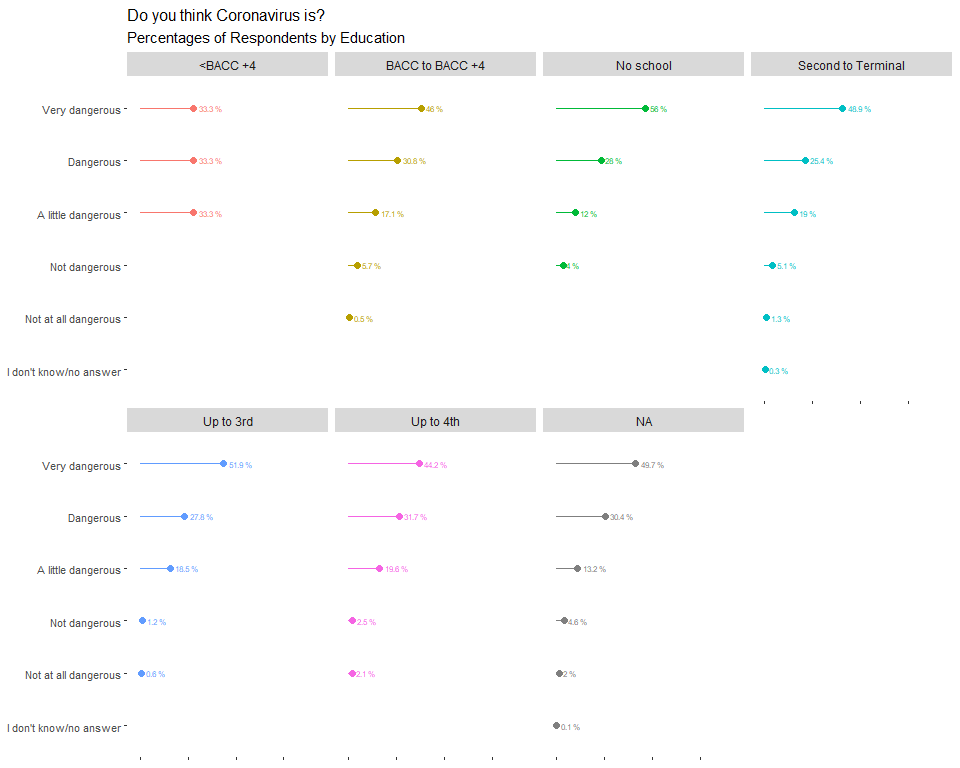 Do you think Coronavirus is?
Percentages of Respondents by Education
<BACC +4
BACC to BACC +4
No school
Second to Terminal
Very dangerous
33.3 %
46 %
56 %
48.9 %
Dangerous
33.3 %
30.8 %
28 %
25.4 %
A little dangerous
33.3 %
17.1 %
12 %
19 %
Not dangerous
5.7 %
4 %
5.1 %
Not at all dangerous
0.5 %
1.3 %
I don't know/no answer
0.3 %
Up to 3rd
Up to 4th
NA
Very dangerous
51.9 %
44.2 %
49.7 %
Dangerous
27.8 %
31.7 %
30.4 %
A little dangerous
18.5 %
19.6 %
13.2 %
Not dangerous
1.2 %
2.5 %
4.6 %
Not at all dangerous
0.6 %
2.1 %
2 %
I don't know/no answer
0.1 %